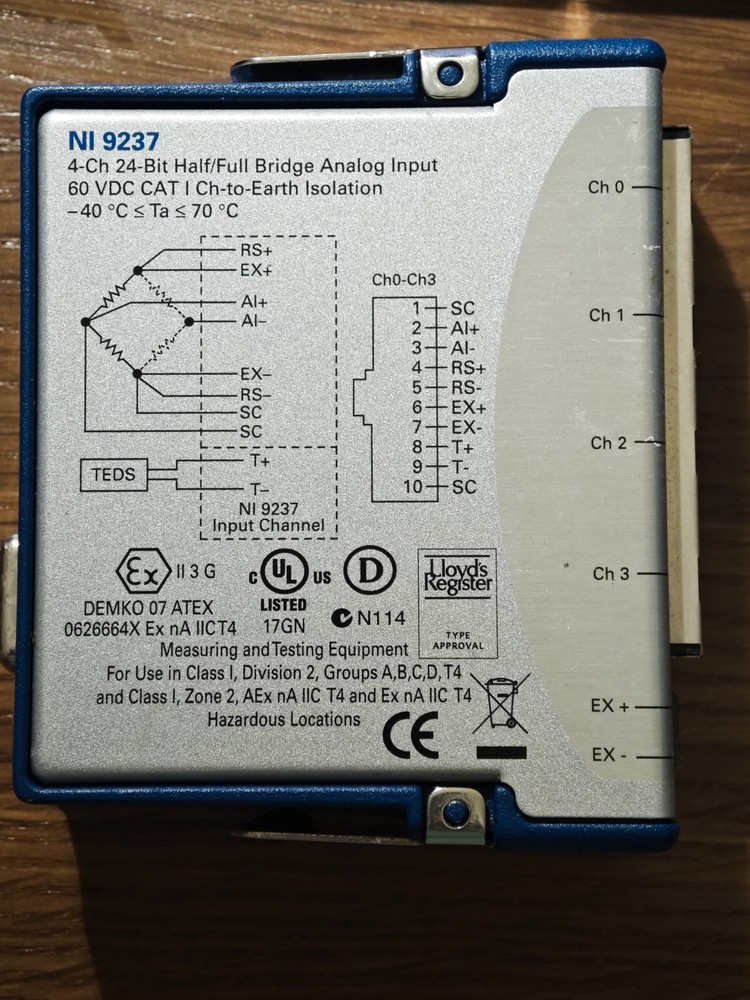 NI 9237
4-Ch 24-Bit Half/Full Bridge Analog Input
60 VDC CAT I Ch-to-Earth Isolation
–40 °C ≤ Ta ≤ 70 °C
RS+
EX+
AI+
AI–
EX–
RS–
SC
SC
TEDS
T+
T–
NI 9237
Input Channel
Ch0-Ch3
1 SC
2 AI+
3 AI-
4 RS+
5 RS-
6 EX+
7 EX-
8 T+
9 T-
10 SC
Ch 0
Ch 1
Ch 2
Ch 3
EX +
EX -
Ex II 3 G
DEMKO 07 ATEX
0626664X Ex nA IIC T4
C UL US
LISTED
17GN
D
N114
Lloyd's
Register
TYPE
APPROVAL
Measuring and Testing Equipment
For Use in Class I, Division 2, Groups A,B,C,D, T4
and Class I, Zone 2, AEx nA IIC T4 and Ex nA IIC T4
Hazardous Locations
CE